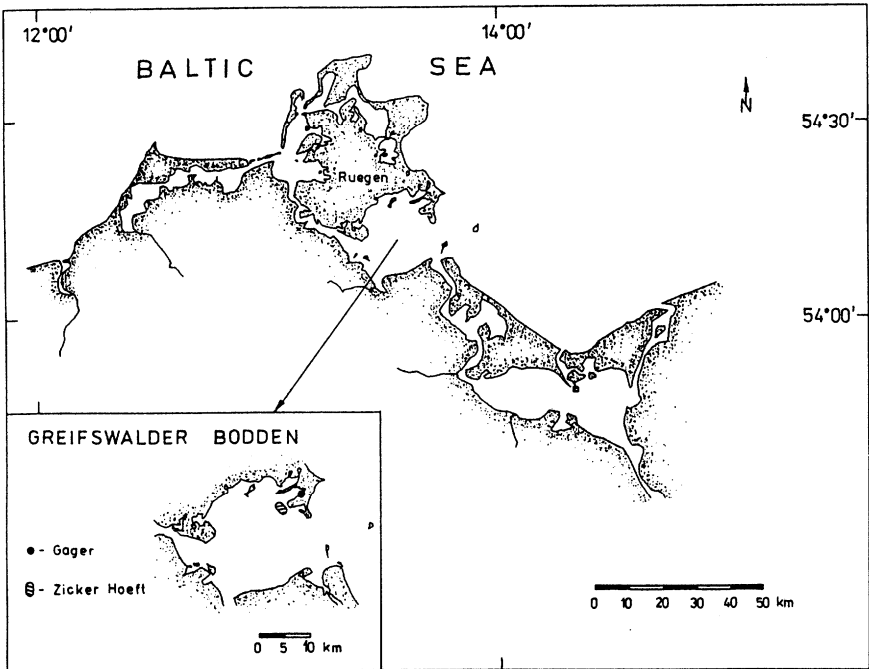 12°00' 14°00'
BALTIC SEA
N
54°30'
Ruegen
54°00'
GREIFSWALDER BODDEN
- Gager
- Zicker Hoeft
0 5 10 km
0 10 20 30 40 50 km